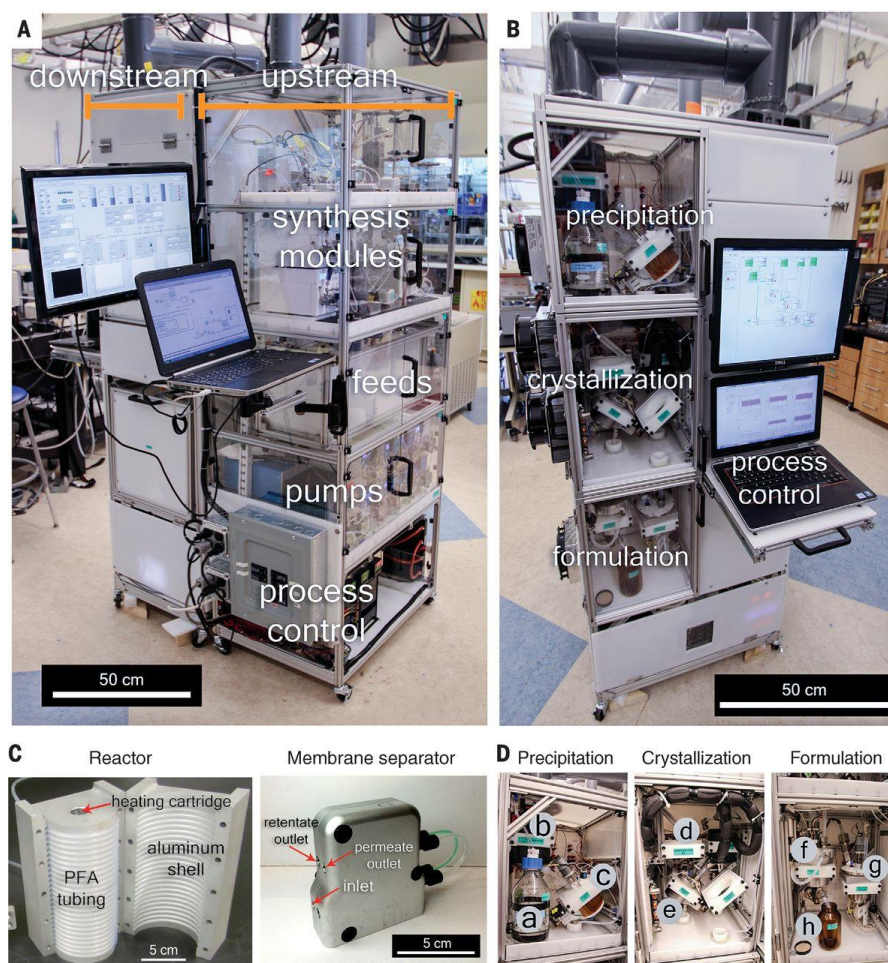 A
downstream
upstream
synthesis
modules
feeds
pumps
process
control
50 cm
B
precipitation
crystallization
process
control
formulation
DELL
50 cm
C
Reactor
heating cartridge
PFA
tubing
aluminum
shell
5 cm
Membrane separator
retentate
outlet
permeate
outlet
inlet
5 cm
D
Precipitation
Crystallization
Formulation
b
a
c
d
e
f
g
h